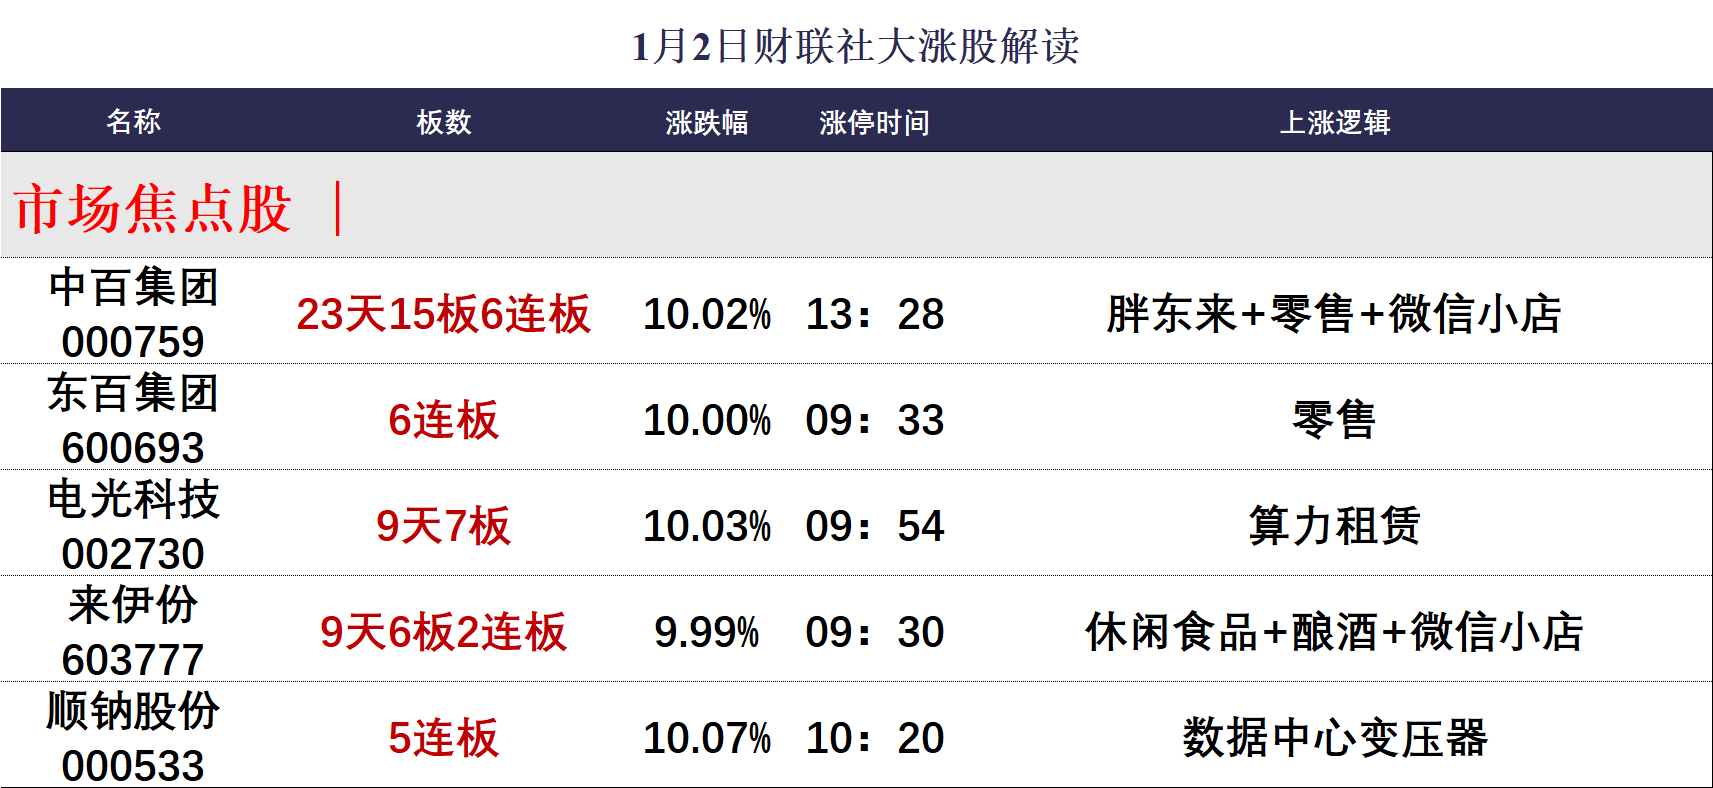 1月2日财联社大涨股解读
名称 板数 涨跌幅 涨停时间 上涨逻辑
市场焦点股 ｜
中百集团
000759 23天15板6连板 10.02% 13：28 胖东来+零售+微信小店
东百集团
600693 6连板 10.00% 09：33 零售
电光科技
002730 9天7板 10.03% 09：54 算力租赁
来伊份
603777 9天6板2连板 9.99% 09：30 休闲食品+酿酒+微信小店
顺钠股份
000533 5连板 10.07% 10：20 数据中心变压器